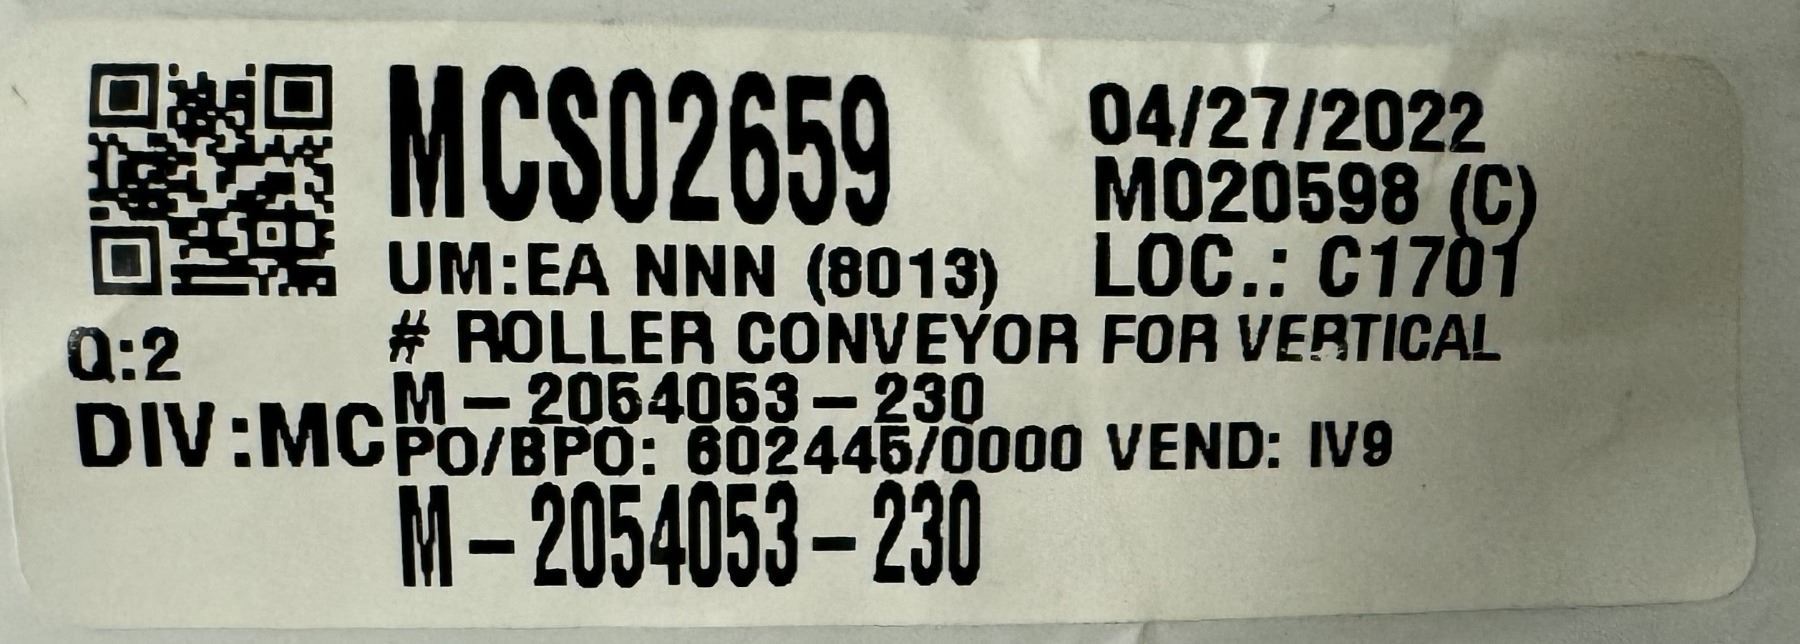 MCS02659
04/27/2022
M020598 (C)
UM:EA NNN (8013)
LOC.: C1701
Q:2
# ROLLER CONVEYOR FOR VERTICAL
M-2054053-230
DIV:MC
PO/BPO: 602445/0000 VEND: IV9
M-2054053-230